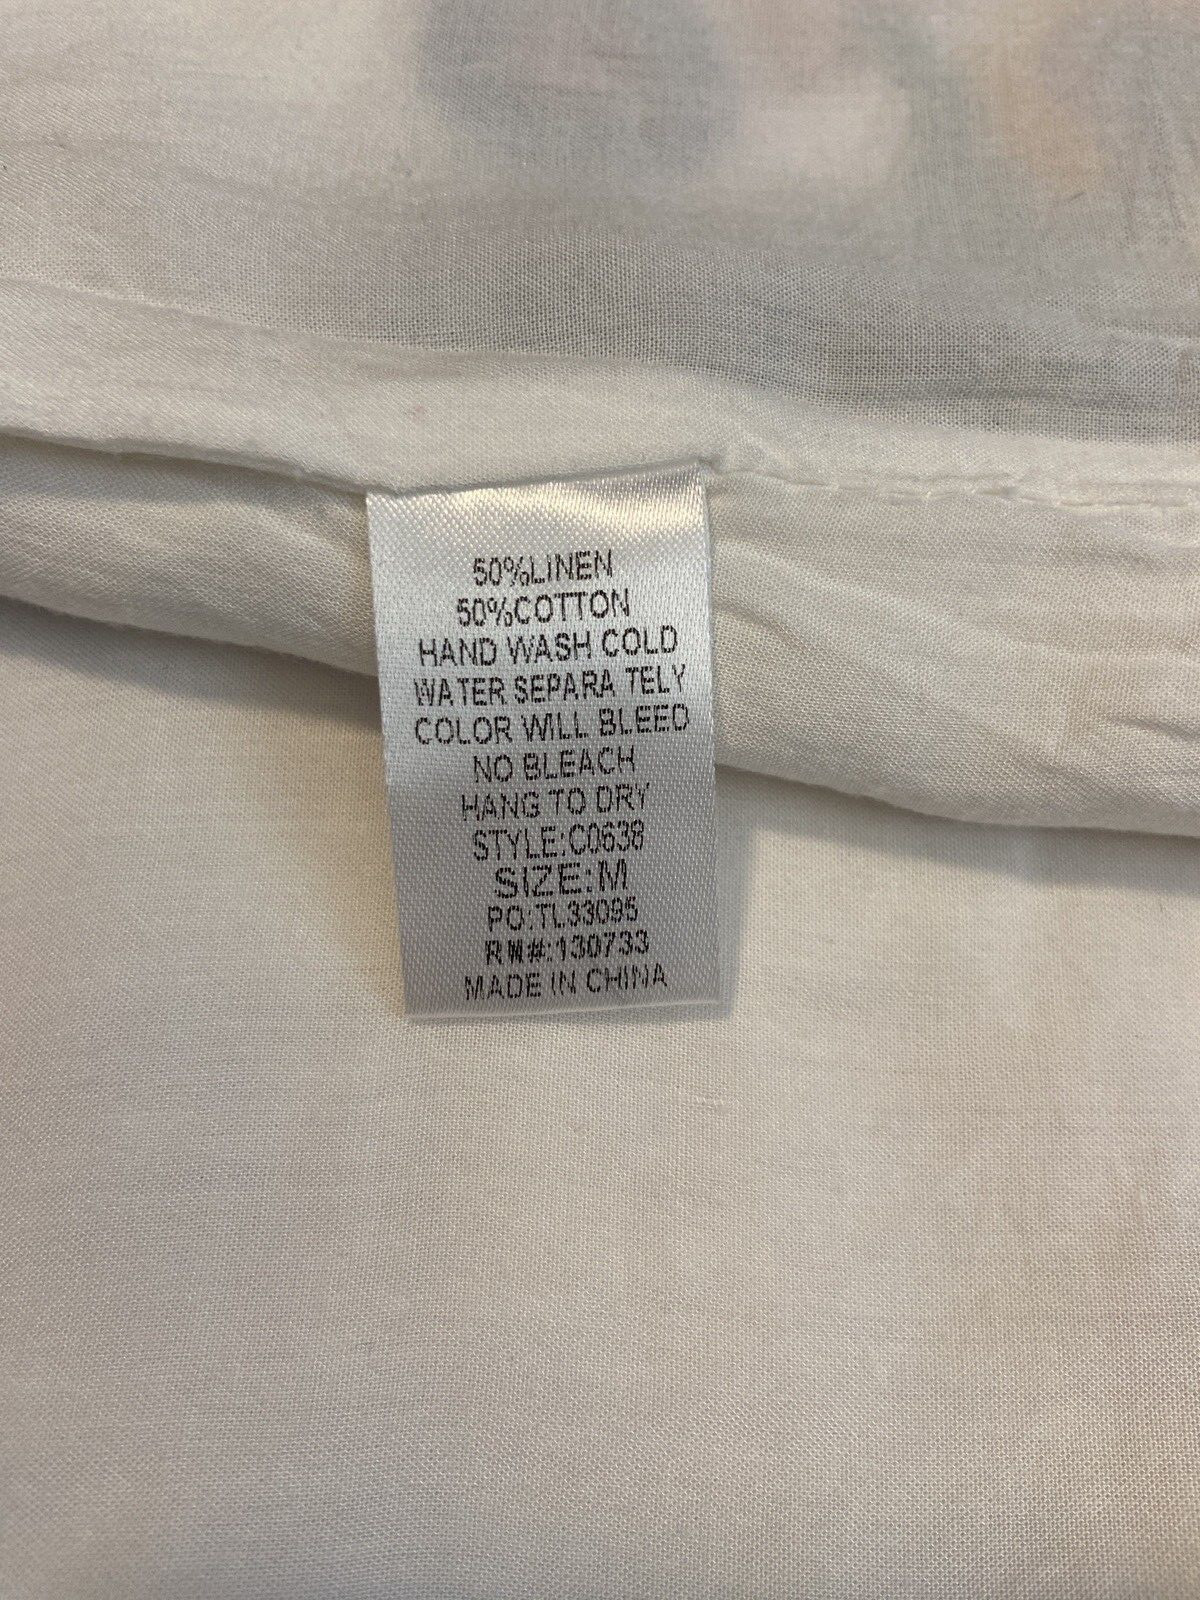 50%LINEN
50%COTTON
HAND WASH COLD
WATER SEPARA TELY
COLOR WILL BLEED
NO BLEACH
HANG TO DRY
STYLE:C0638
SIZE:M
PO:TL33095
RN#:130733
MADE IN CHINA